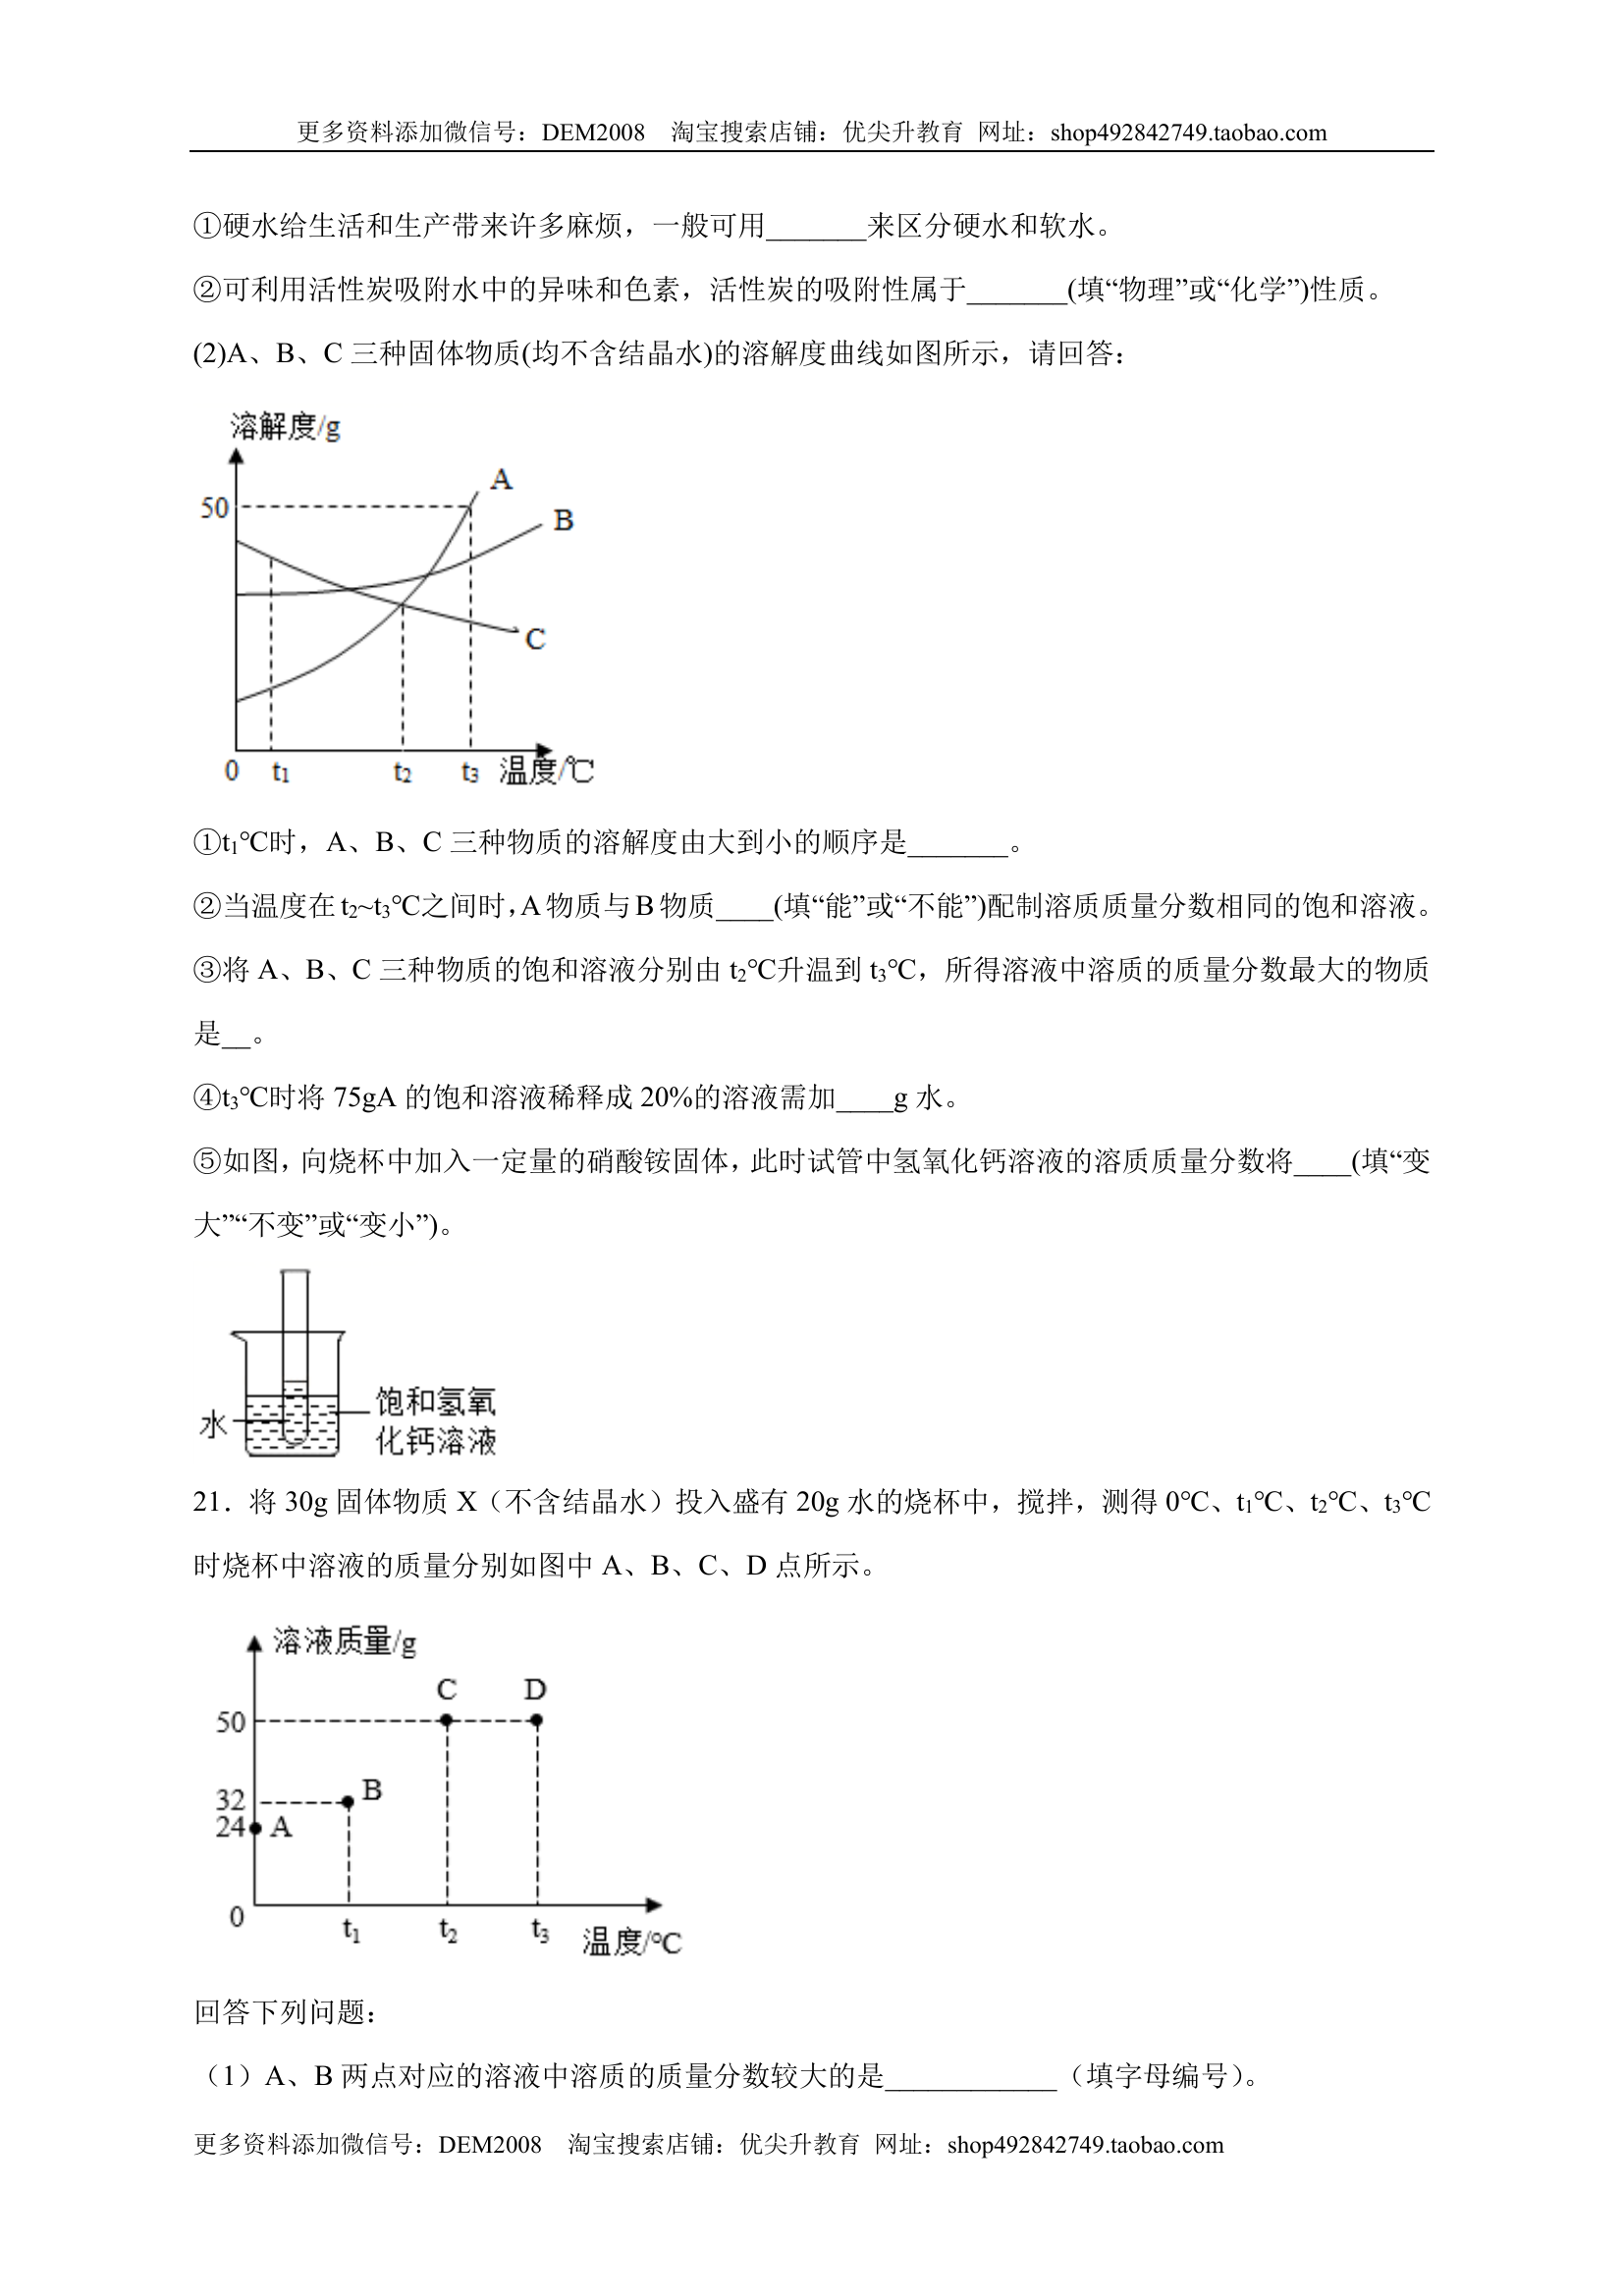 更多资料添加微信号：DEM2008 淘宝搜索店铺：优尖升教育 网址：shop492842749.taobao.com
①硬水给生活和生产带来许多麻烦，一般可用_______来区分硬水和软水。
②可利用活性炭吸附水中的异味和色素，活性炭的吸附性属于_______(填“物理”或“化学”)性质。
(2)A、B、C 三种固体物质(均不含结晶水)的溶解度曲线如图所示，请回答：
溶解度/g
A
50
B
C
0 t₁ t₂ t₃ 温度/℃
①t₁℃时，A、B、C 三种物质的溶解度由大到小的顺序是_______。
②当温度在 t₂~t₃℃之间时，A 物质与 B 物质____(填“能”或“不能”)配制溶质质量分数相同的饱和溶液。
③将 A、B、C 三种物质的饱和溶液分别由 t₂℃升温到 t₃℃，所得溶液中溶质的质量分数最大的物质
是__。
④t₃℃时将 75gA 的饱和溶液稀释成 20%的溶液需加____g 水。
⑤如图，向烧杯中加入一定量的硝酸铵固体，此时试管中氢氧化钙溶液的溶质质量分数将____(填“变
大”“不变”或“变小”)。
水
饱和氢氧
化钙溶液
21．将 30g 固体物质 X（不含结晶水）投入盛有 20g 水的烧杯中，搅拌，测得 0℃、t₁℃、t₂℃、t₃℃
时烧杯中溶液的质量分别如图中 A、B、C、D 点所示。
溶液质量/g
C D
50
32 B
24 A
0 t₁ t₂ t₃ 温度/℃
回答下列问题：
（1）A、B 两点对应的溶液中溶质的质量分数较大的是____________（填字母编号）。
更多资料添加微信号：DEM2008 淘宝搜索店铺：优尖升教育 网址：shop492842749.taobao.com